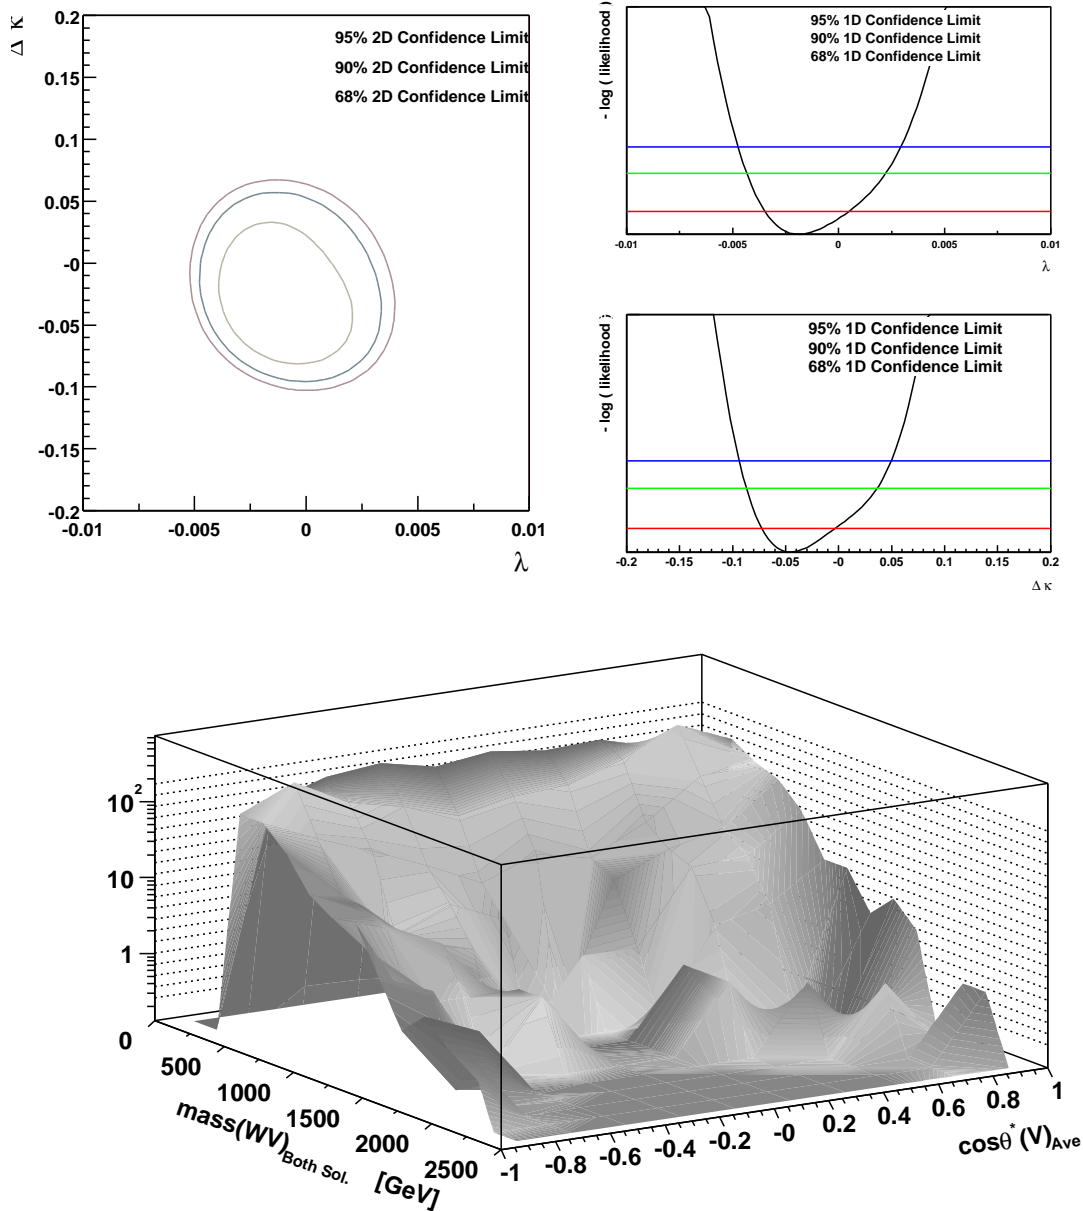 Δ κ
0.2
0.15
0.1
0.05
-0
-0.05
-0.1
-0.15
-0.2
95% 2D Confidence Limit
90% 2D Confidence Limit
68% 2D Confidence Limit
-0.01 -0.005 0 0.005 0.01
λ
- log ( likelihood )
95% 1D Confidence Limit
90% 1D Confidence Limit
68% 1D Confidence Limit
-0.01 -0.005 0 0.005 0.01
λ
- log ( likelihood )
95% 1D Confidence Limit
90% 1D Confidence Limit
68% 1D Confidence Limit
-0.2 -0.15 -0.1 -0.05 -0 0.05 0.1 0.15 0.2
Δ κ
10²
10
1
0 500 1000 1500 2000 2500
mass(WV)Both Sol. [GeV]
-1 -0.8 -0.6 -0.4 -0.2 -0 0.2 0.4 0.6 0.8 1
cosθ*(V)Ave